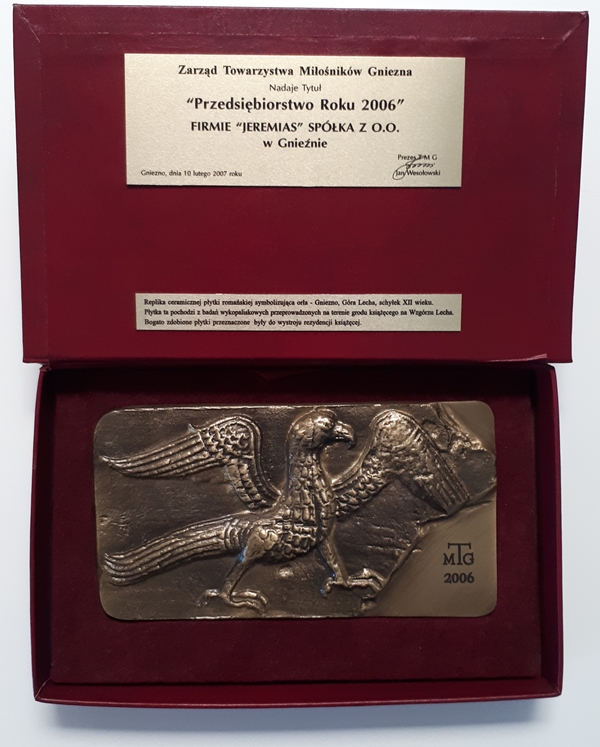 Zarząd Towarzystwa Miłośników Gniezna
Nadaje Tytuł
“Przedsiębiorstwo Roku 2006”
FIRMIE “JEREMIAS” SPÓŁKA Z O.O.
w Gnieźnie
Prezes T M G
Gniezno, dnia 10 lutego 2007 roku
Jan Wesołowski
Replika ceramicznej płytki romańskiej symbolizująca orła - Gniezno, Góra Lecha, schyłek XII wieku.
Płytka ta pochodzi z badań wykopaliskowych przeprowadzonych na terenie grodu książęcego na Wzgórzu Lecha.
Bogato zdobione płytki przeznaczone były do wystroju rezydencji książęcej.
MTG
2006